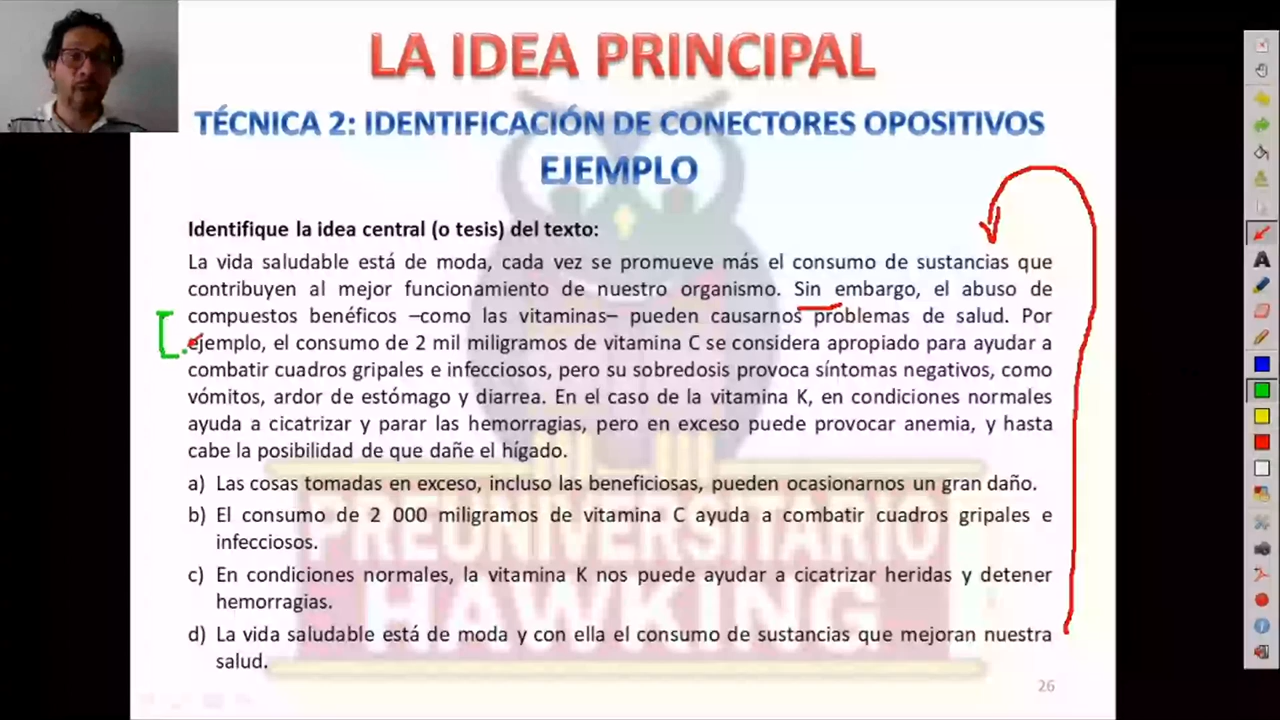 LA IDEA PRINCIPAL
TÉCNICA 2: IDENTIFICACIÓN DE CONECTORES OPOSITIVOS
EJEMPLO
Identifique la idea central (o tesis) del texto:
La vida saludable está de moda, cada vez se promueve más el consumo de sustancias que
contribuyen al mejor funcionamiento de nuestro organismo. Sin embargo, el abuso de
compuestos benéficos –como las vitaminas– pueden causarnos problemas de salud. Por
ejemplo, el consumo de 2 mil miligramos de vitamina C se considera apropiado para ayudar a
combatir cuadros gripales e infecciosos, pero su sobredosis provoca síntomas negativos, como
vómitos, ardor de estómago y diarrea. En el caso de la vitamina K, en condiciones normales
ayuda a cicatrizar y parar las hemorragias, pero en exceso puede provocar anemia, y hasta
cabe la posibilidad de que dañe el hígado.
a) Las cosas tomadas en exceso, incluso las beneficiosas, pueden ocasionarnos un gran daño.
b) El consumo de 2 000 miligramos de vitamina C ayuda a combatir cuadros gripales e
infecciosos.
c) En condiciones normales, la vitamina K nos puede ayudar a cicatrizar heridas y detener
hemorragias.
d) La vida saludable está de moda y con ella el consumo de sustancias que mejoran nuestra
salud.
PREUNIVERSITARIO
HAWKING
26